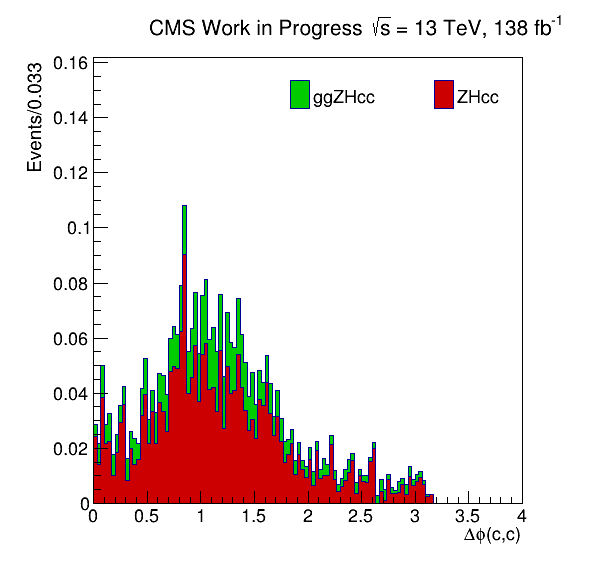 CMS Work in Progress √s = 13 TeV, 138 fb⁻¹
Events/0.033
0.16
0.14
0.12
0.1
0.08
0.06
0.04
0.02
0
ggZHcc ZHcc
0 0.5 1 1.5 2 2.5 3 3.5 4
Δϕ(c,c)